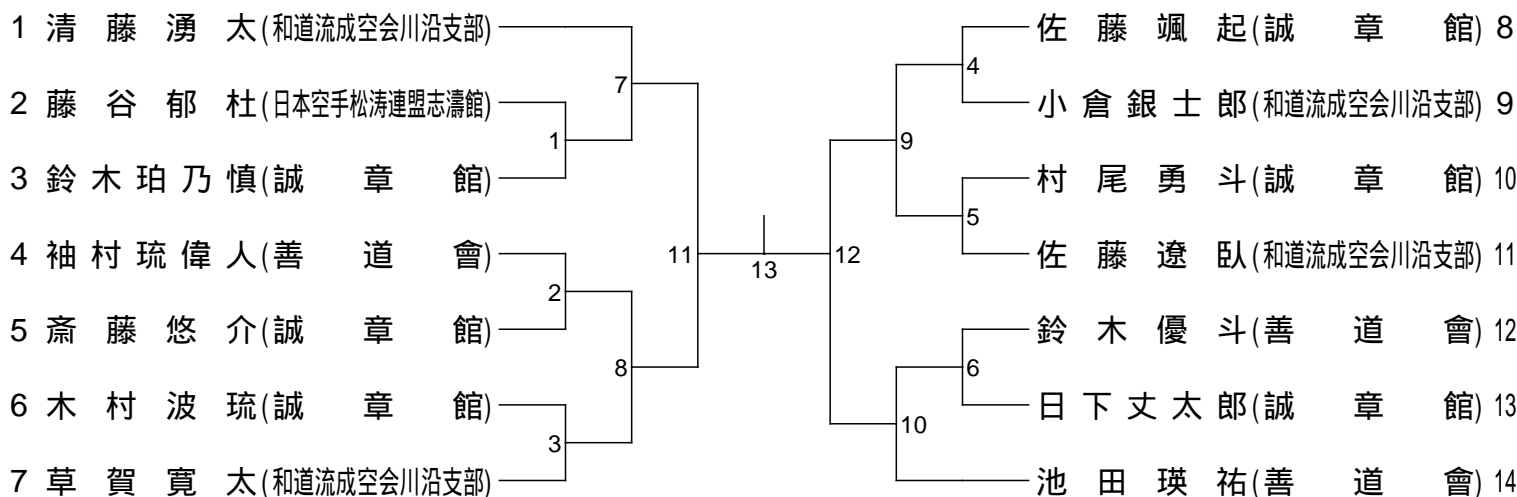 1 清藤湧太(和道流成空会川沿支部)
2 藤谷郁杜(日本空手松涛連盟志濤館)
3 鈴木珀乃慎(誠章館)
4 袖村琉偉人(善道會)
5 斎藤悠介(誠章館)
6 木村波琉(誠章館)
7 草賀寛太(和道流成空会川沿支部)
7
1
2
8
3
11
13
12
4
9
5
6
10
佐藤颯起(誠章館) 8
小倉銀士郎(和道流成空会川沿支部) 9
村尾勇斗(誠章館) 10
佐藤遼臥(和道流成空会川沿支部) 11
鈴木優斗(善道會) 12
日下丈太郎(誠章館) 13
池田瑛祐(善道會) 14